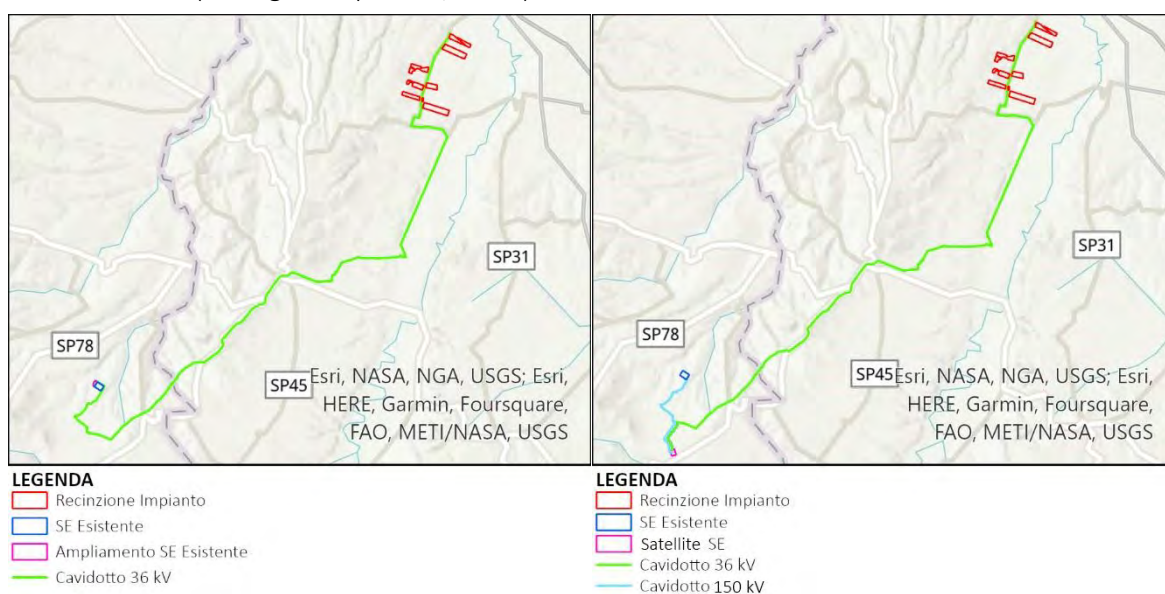 SP31
SP78
SP45
Esri, NASA, NGA, USGS; Esri,
HERE, Garmin, Foursquare,
FAO, METI/NASA, USGS
LEGENDA
Recinzione Impianto
SE Esistente
Ampliamento SE Esistente
Cavidotto 36 kV
SP31
SP78
SP45
Esri, NASA, NGA, USGS; Esri,
HERE, Garmin, Foursquare,
FAO, METI/NASA, USGS
LEGENDA
Recinzione Impianto
SE Esistente
Satellite SE
Cavidotto 36 kV
Cavidotto 150 kV